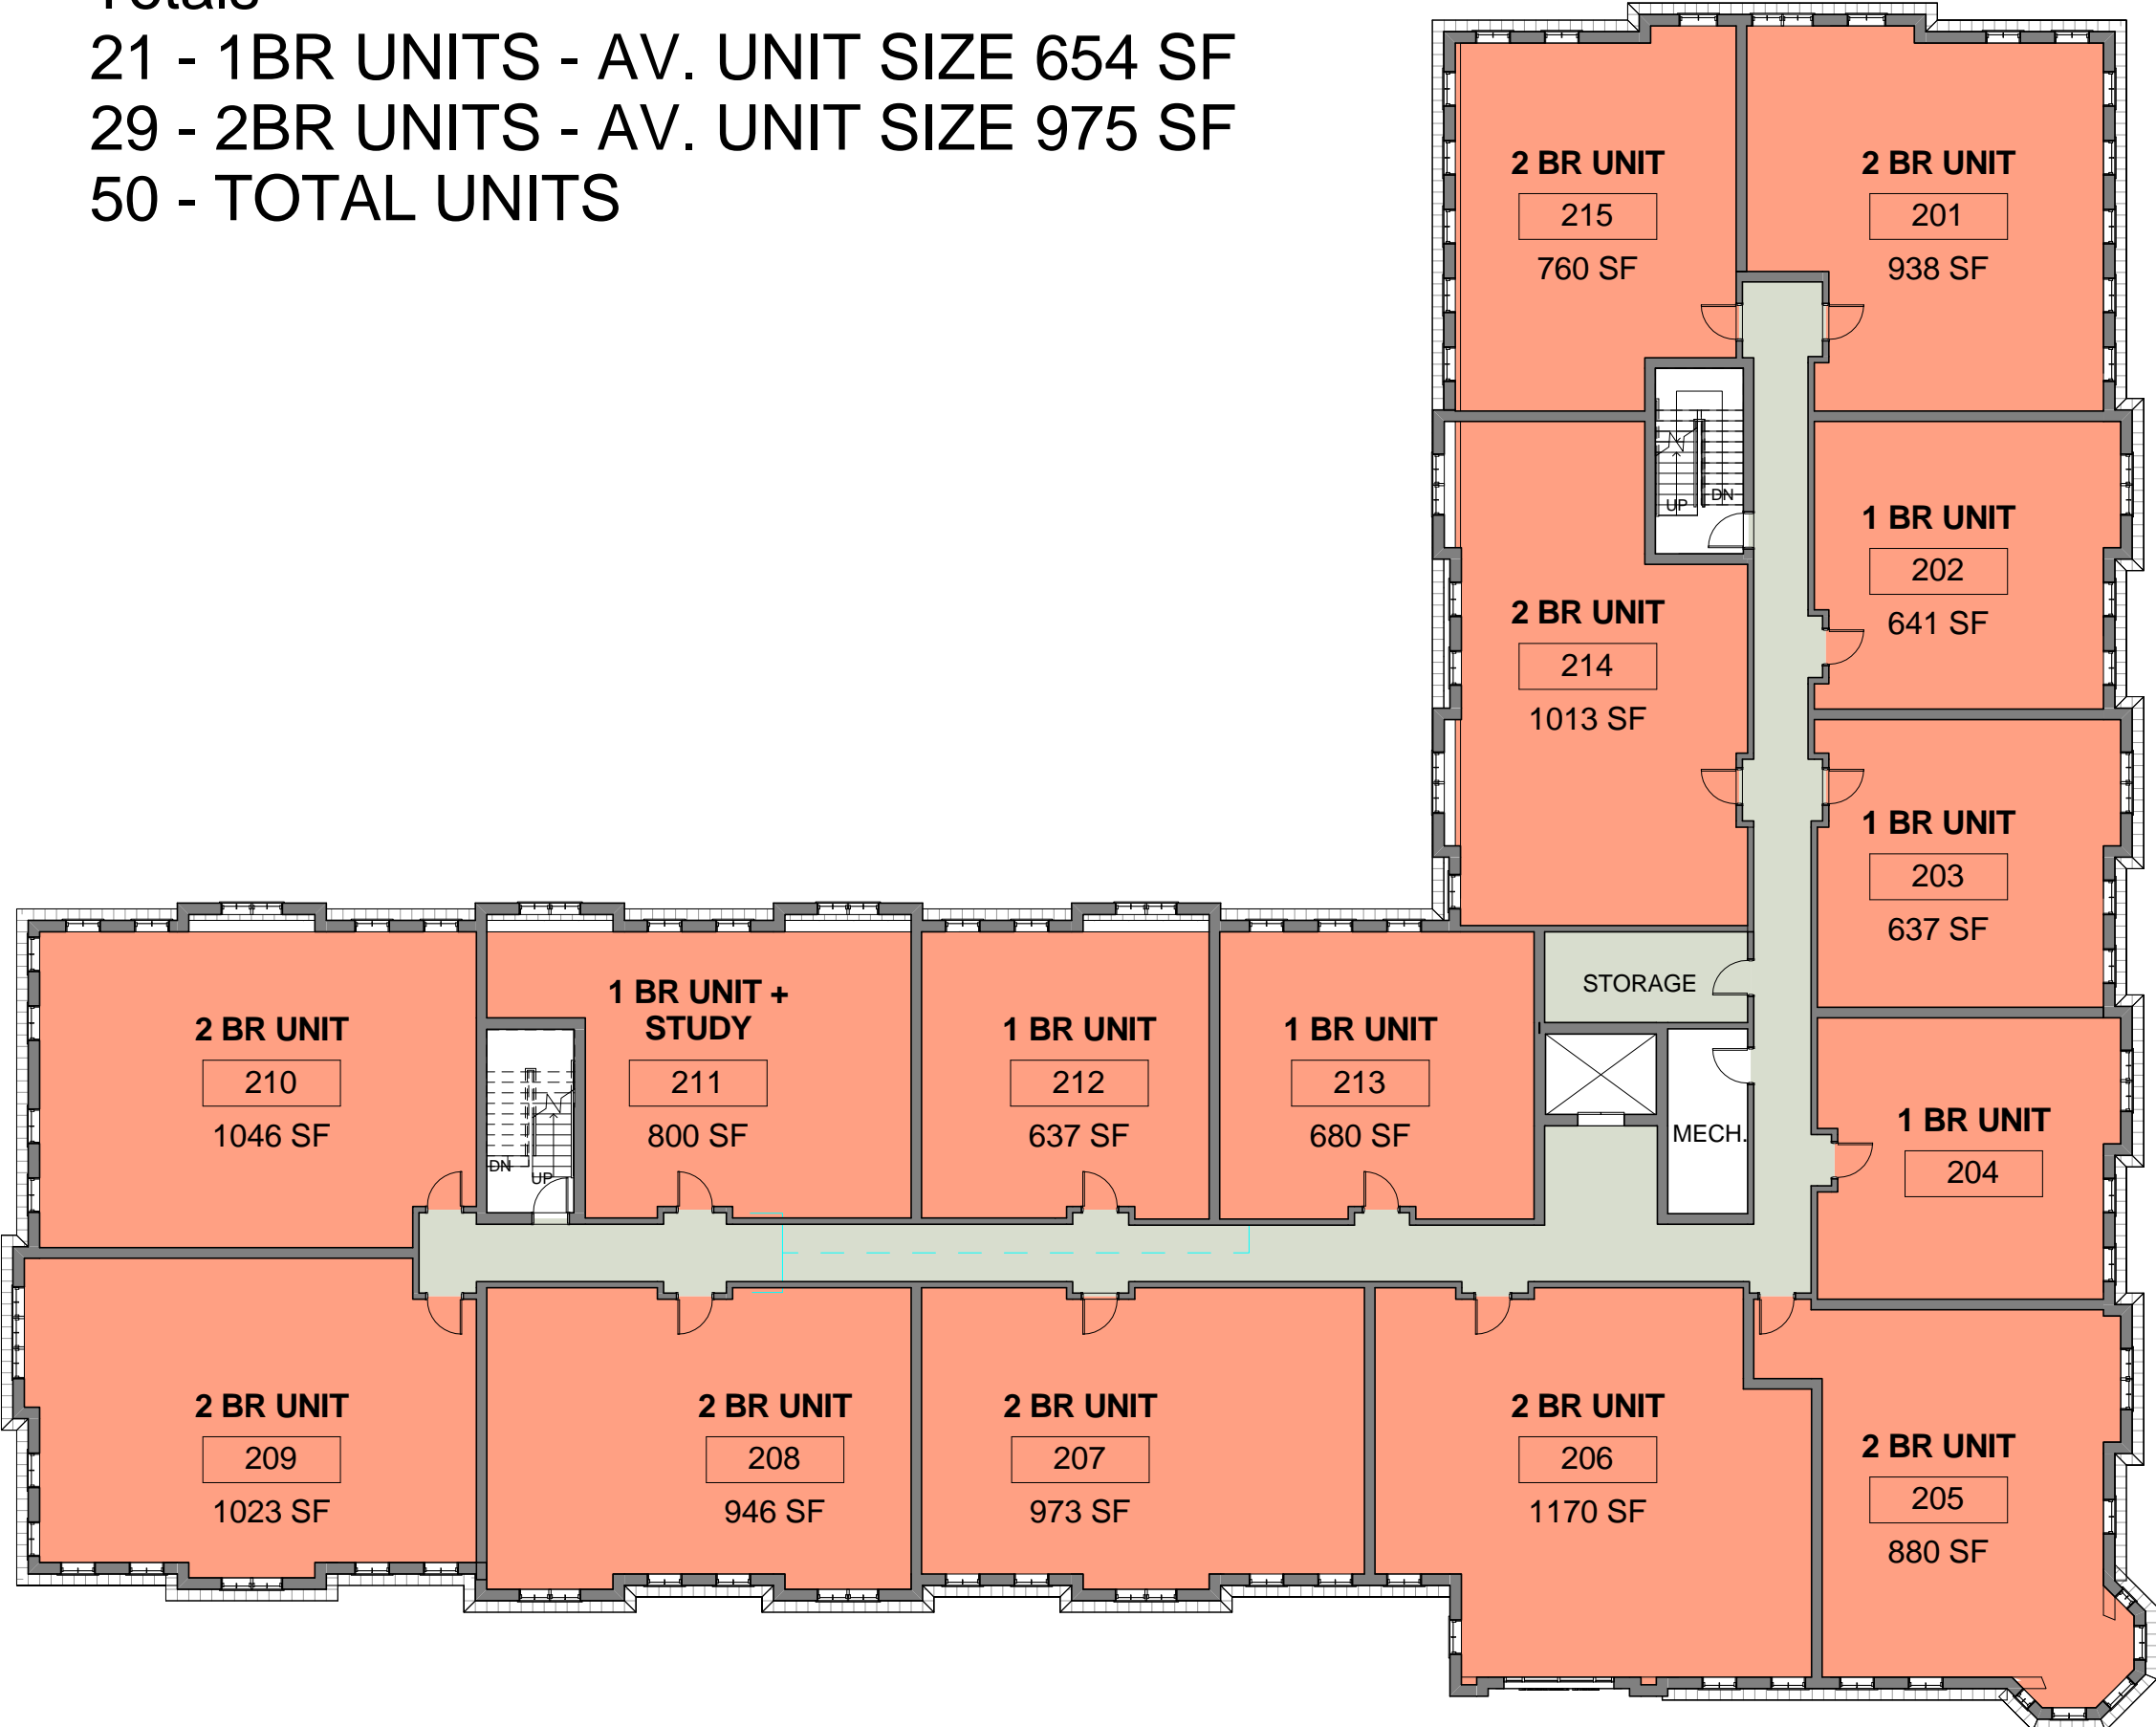 Totals
21 - 1BR UNITS - AV. UNIT SIZE 654 SF
29 - 2BR UNITS - AV. UNIT SIZE 975 SF
50 - TOTAL UNITS
2 BR UNIT
215
760 SF
2 BR UNIT
201
938 SF
UP
DN
1 BR UNIT
202
641 SF
2 BR UNIT
214
1013 SF
1 BR UNIT
203
637 SF
2 BR UNIT
210
1046 SF
DN
UP
1 BR UNIT +
STUDY
211
800 SF
1 BR UNIT
212
637 SF
1 BR UNIT
213
680 SF
STORAGE
MECH.
1 BR UNIT
204
2 BR UNIT
209
1023 SF
2 BR UNIT
208
946 SF
2 BR UNIT
207
973 SF
2 BR UNIT
206
1170 SF
2 BR UNIT
205
880 SF